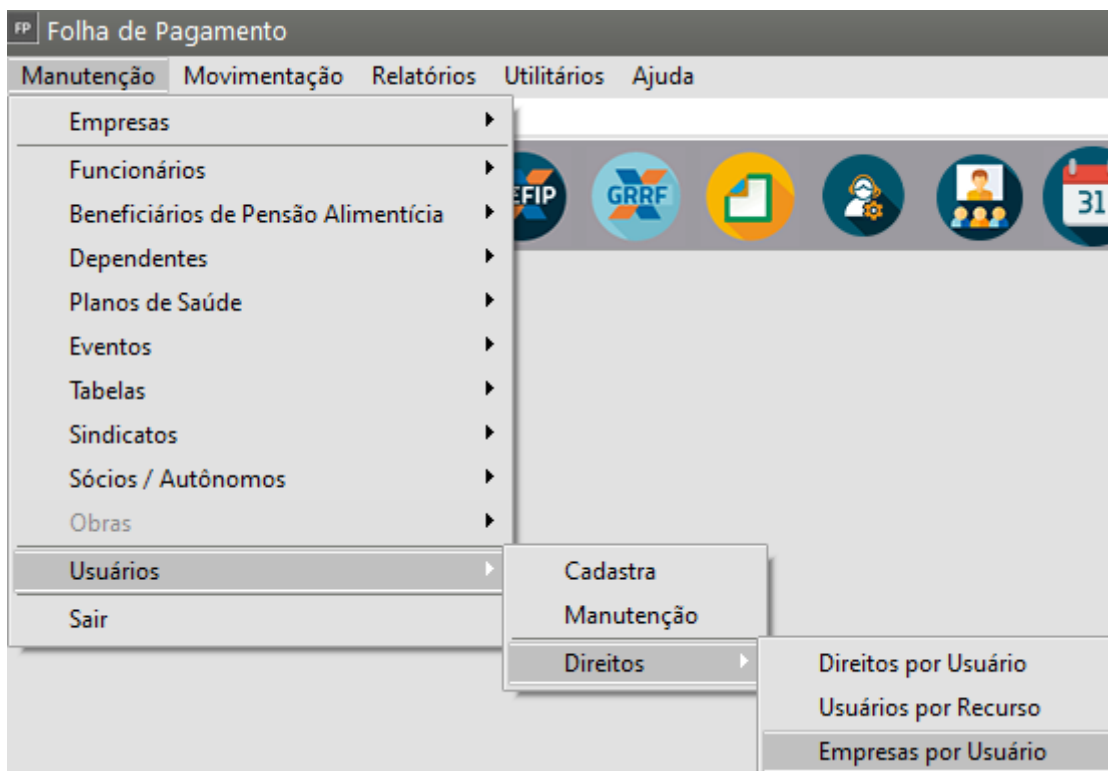 FP Folha de Pagamento
Manutenção Movimentação Relatórios Utilitários Ajuda
Empresas
Funcionários
Beneficiários de Pensão Alimentícia
Dependentes
Planos de Saúde
Eventos
Tabelas
Sindicatos
Sócios / Autônomos
Obras
Usuários
Sair
GRRF
31
Cadastra
Manutenção
Direitos
Direitos por Usuário
Usuários por Recurso
Empresas por Usuário